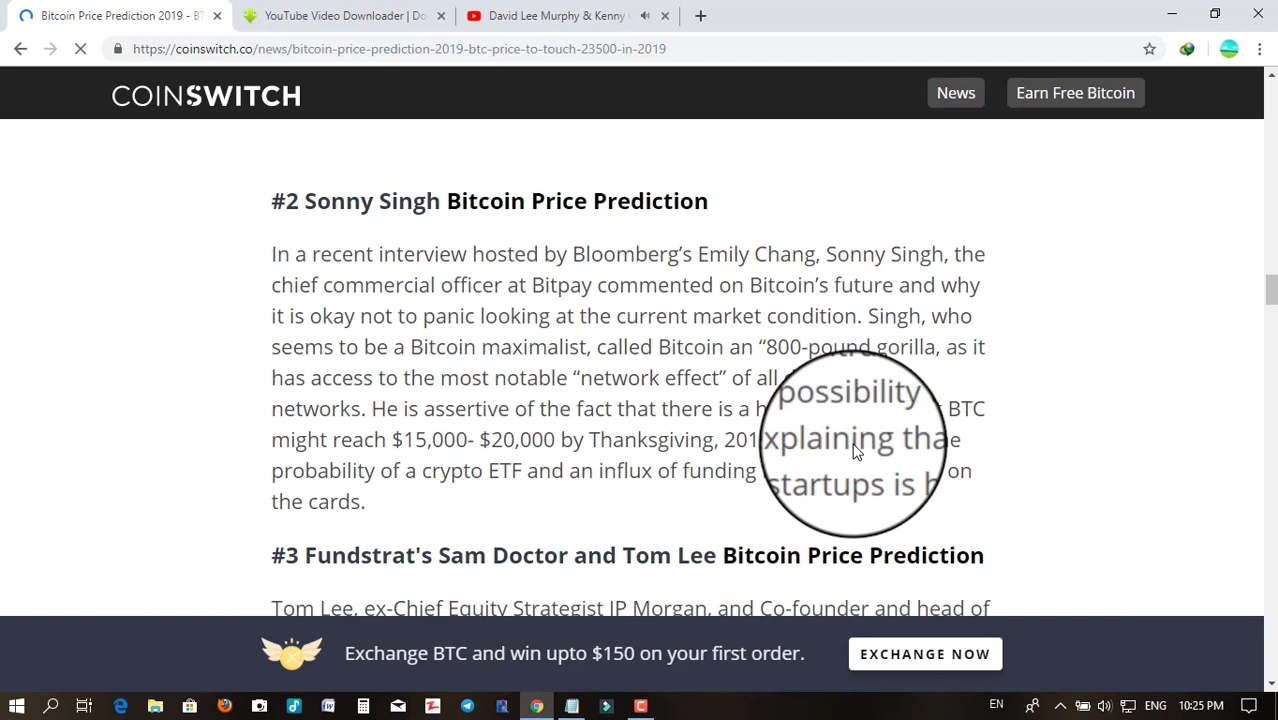 Bitcoin Price Prediction 2019 - BT
YouTube Video Downloader | Do
David Lee Murphy & Kenny
https://coinswitch.co/news/bitcoin-price-prediction-2019-btc-price-to-touch-23500-in-2019
COINSWITCH
News
Earn Free Bitcoin
#2 Sonny Singh Bitcoin Price Prediction
In a recent interview hosted by Bloomberg’s Emily Chang, Sonny Singh, the
chief commercial officer at Bitpay commented on Bitcoin’s future and why
it is okay not to panic looking at the current market condition. Singh, who
seems to be a Bitcoin maximalist, called Bitcoin an “800-pound gorilla, as it
has access to the most notable “network effect” of all
networks. He is assertive of the fact that there is a BTC
might reach $15,000- $20,000 by Thanksgiving, 201
probability of a crypto ETF and an influx of funding on
the cards.
possibility
xplaining tha
startups is
#3 Fundstrat's Sam Doctor and Tom Lee Bitcoin Price Prediction
Tom Lee, ex-Chief Equity Strategist JP Morgan, and Co-founder and head of
Exchange BTC and win upto $150 on your first order.
EXCHANGE NOW
EN
ENG
10:25 PM